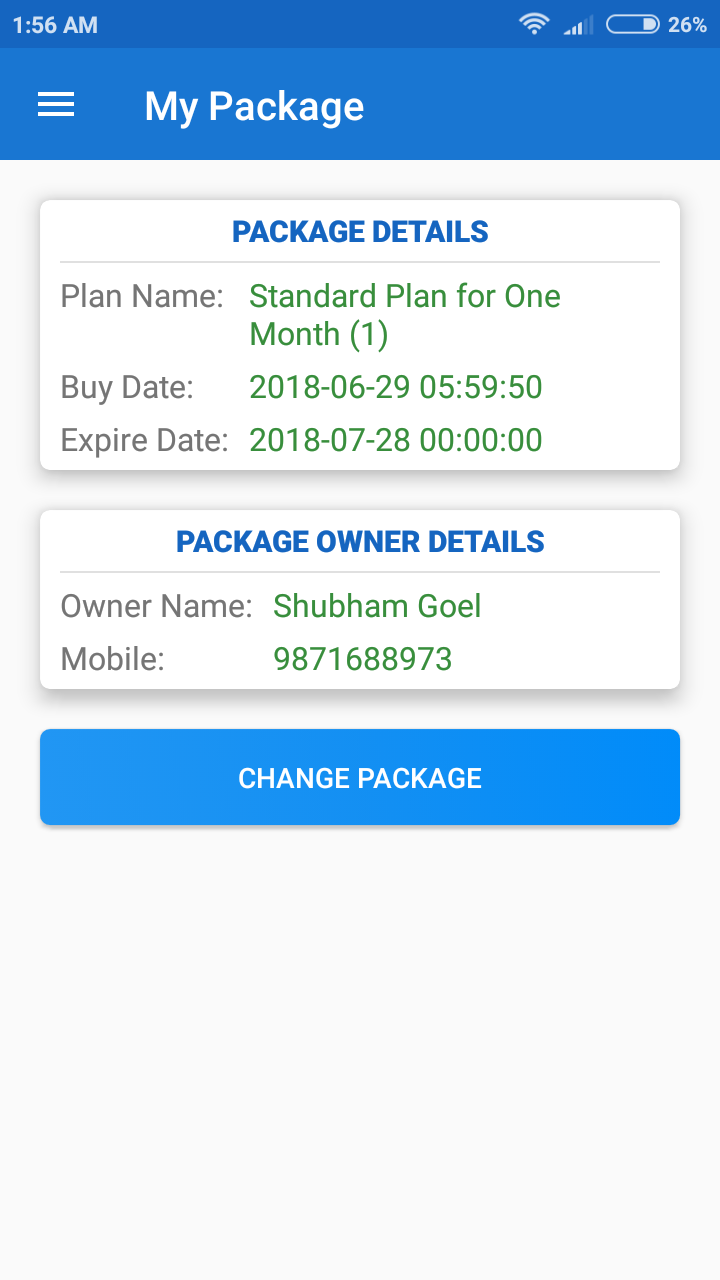 1:56 AM 26%
My Package
PACKAGE DETAILS
Plan Name: Standard Plan for One
Month (1)
Buy Date: 2018-06-29 05:59:50
Expire Date: 2018-07-28 00:00:00
PACKAGE OWNER DETAILS
Owner Name: Shubham Goel
Mobile: 9871688973
CHANGE PACKAGE